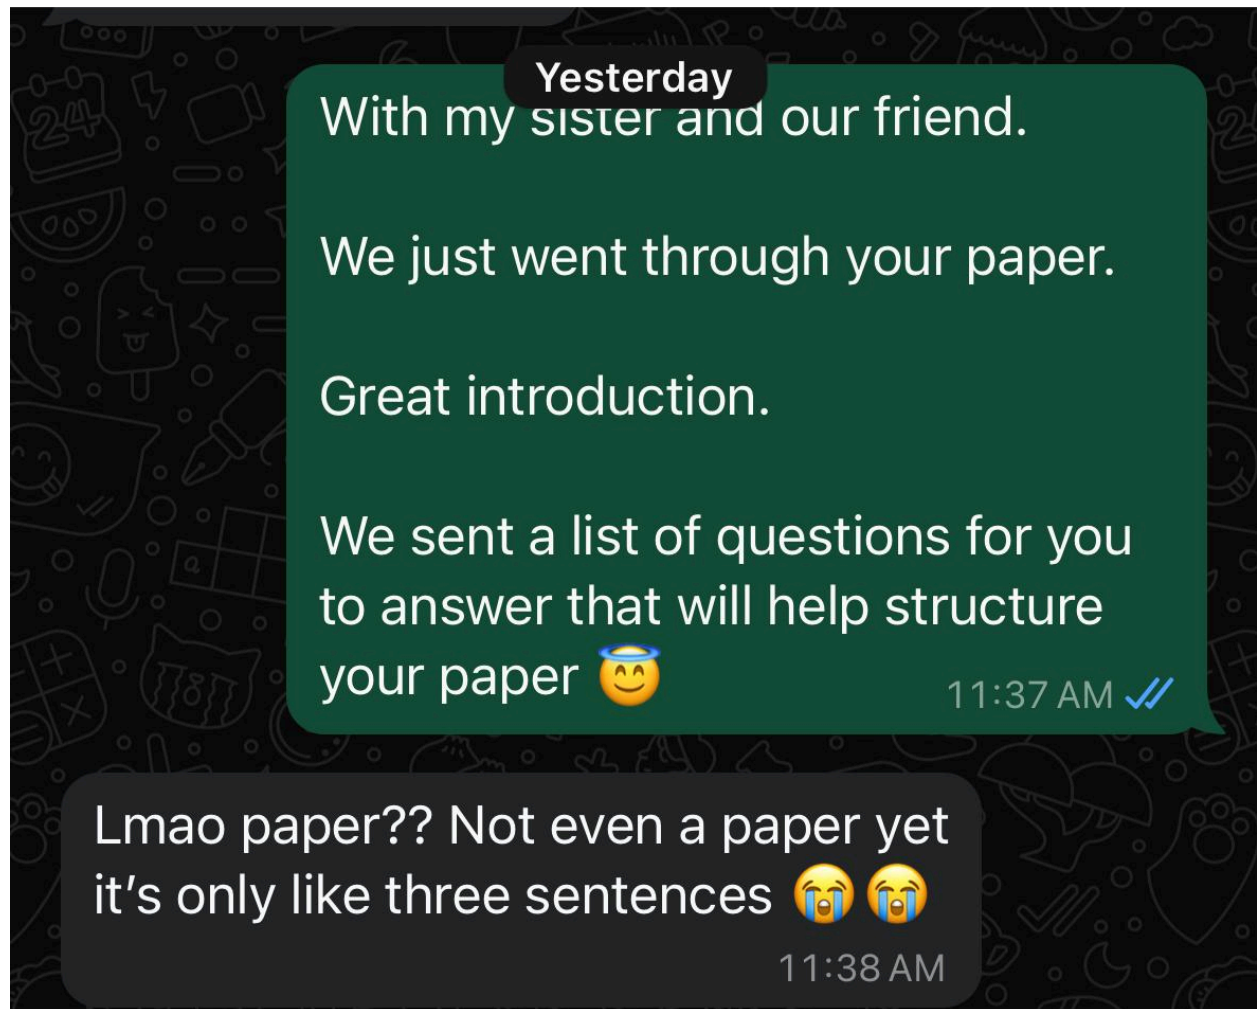 Yesterday
With my sister and our friend.
We just went through your paper.
Great introduction.
We sent a list of questions for you
to answer that will help structure
your paper 😇
11:37 AM
Lmao paper?? Not even a paper yet
it's only like three sentences 😭😭
11:38 AM